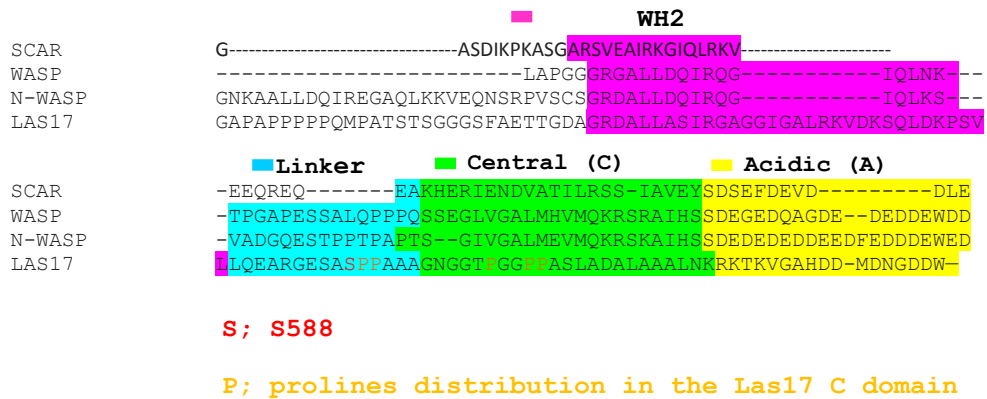 WH2
SCAR G--------------------------------------ASDIKPKASGARSVEAIRKGIQLRKV------------------------
WASP ------------------------LAPGGGRGALLDQIRQG-----------IQLNK---
N-WASP GNKAALLDQIREGAQLKKVEQNSRPVSCSGRDALLDQIRQG-----------IQLKS---
LAS17 GAPAPPPPPQMPATSTSGGGSFAETTGDAGRDALLASIRGAGGIGALRKVDKSQLDKPSV
Linker Central (C) Acidic (A)
SCAR -EEQREQ-------EAKHERIENDVATILRSS-IAVEYSDSEFDEVD---------DLE
WASP -TPGAPESSALQPPPQSSEGLVGALMHVMQKRSRAIHSSDEGEDQAGDE--DEDDEWDD
N-WASP -VADGQESTPPTPAPTS--GIVGALMEVMQKRSKAIHSSDEDEDEDDEEDFEDDDEWED
LAS17 LLQEARGESASPPAAAGNGGTPGGPPASLADALAAALNKRKTKVGAHDD-MDNGDDW—
S; S588
P; prolines distribution in the Las17 C domain